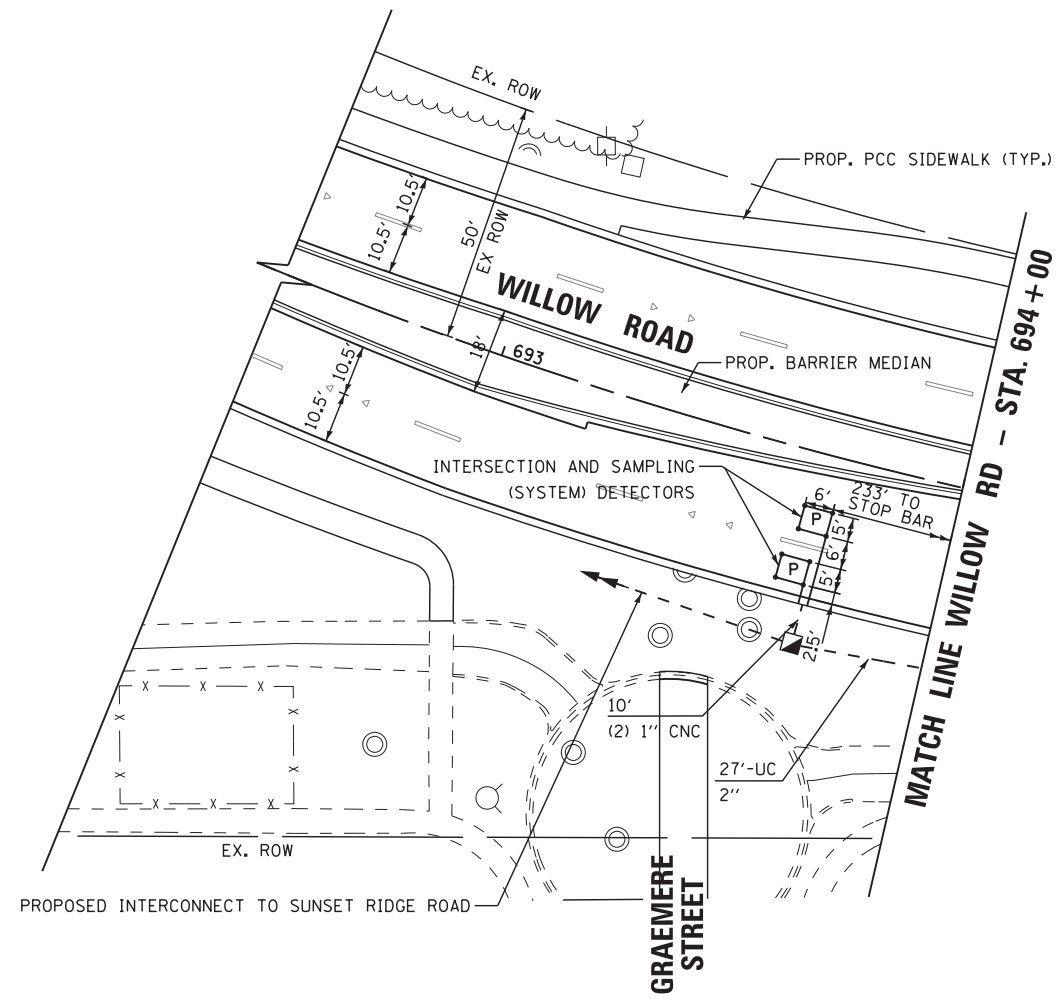 EX. ROW
PROP. PCC SIDEWALK (TYP.)
10.5'
10.5'
50'
EX ROW
WILLOW ROAD
18'
693
PROP. BARRIER MEDIAN
10.5'
10.5'
INTERSECTION AND SAMPLING
(SYSTEM) DETECTORS
6'
233' TO
STOP BAR
P
5'
6'
P
5'
2.5'
MATCH LINE WILLOW RD - STA. 694+00
10'
(2) 1" CNC
27'-UC
2"
X X X
X X
X X
X X X
EX. ROW
PROPOSED INTERCONNECT TO SUNSET RIDGE ROAD
GRAEMERE
STREET